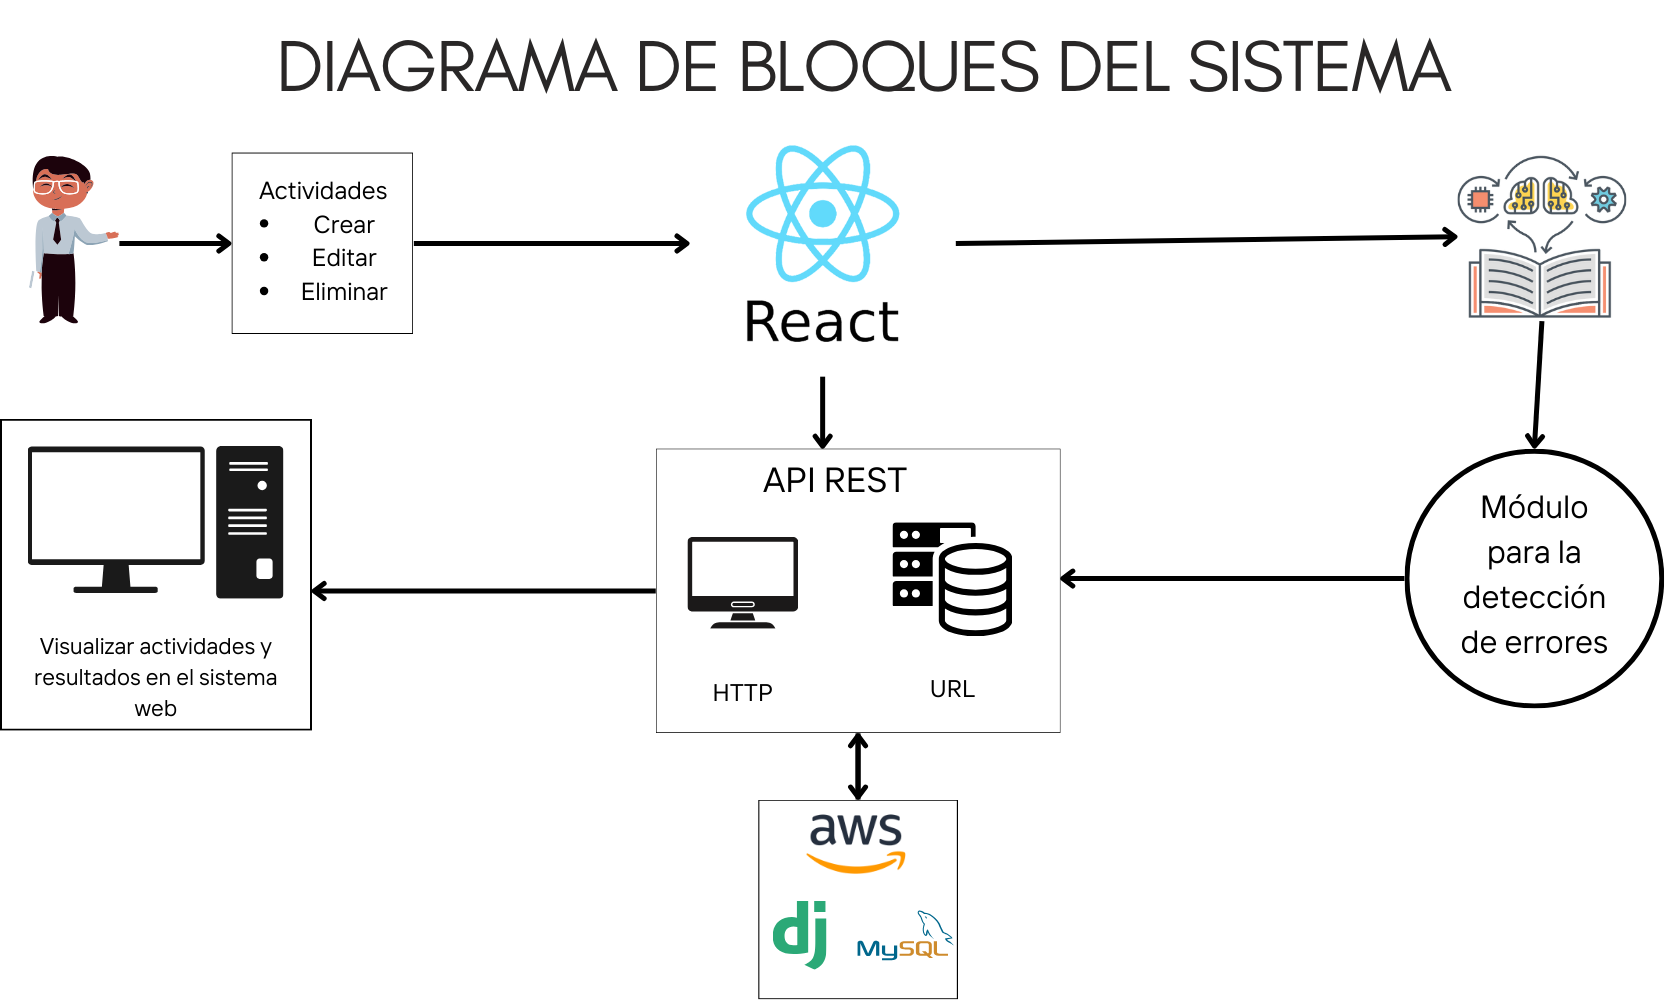 DIAGRAMA DE BLOQUES DEL SISTEMA
Actividades
• Crear
• Editar
• Eliminar
React
API REST
HTTP
URL
Módulo
para la
detección
de errores
Visualizar actividades y
resultados en el sistema
web
aws
dj
MySQL